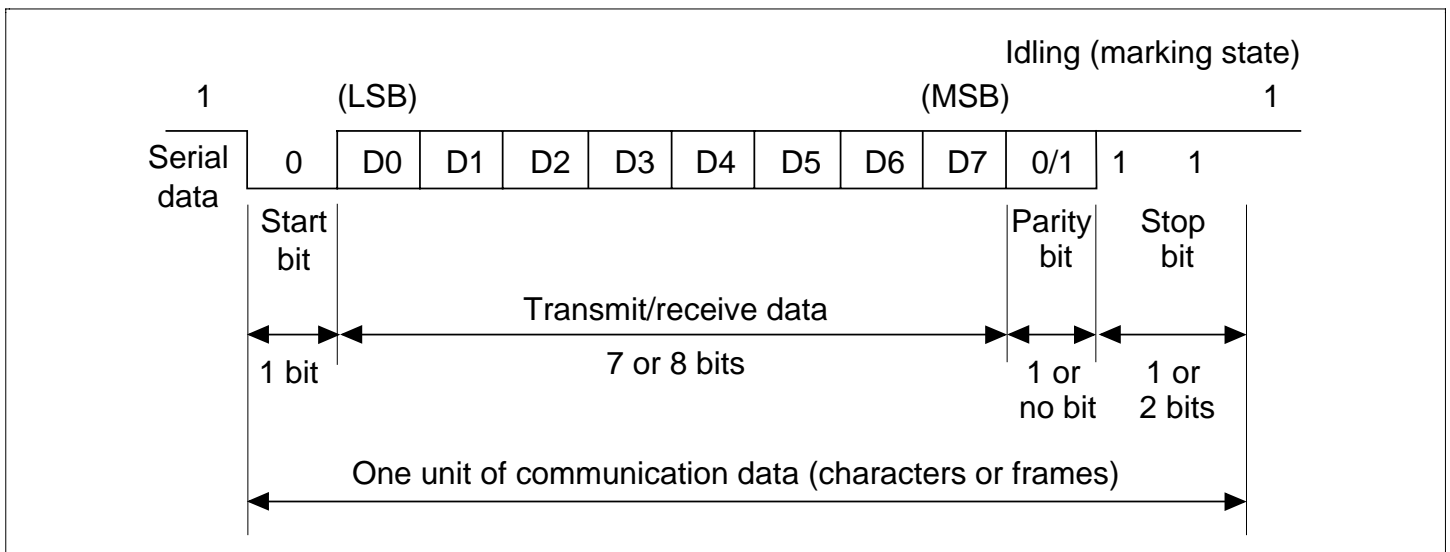 Idling (marking state)
1 (LSB) (MSB) 1
Serial data
0 D0 D1 D2 D3 D4 D5 D6 D7 0/1 1 1
Start bit
Parity bit
Stop bit
Transmit/receive data
1 bit
7 or 8 bits
1 or no bit
1 or 2 bits
One unit of communication data (characters or frames)